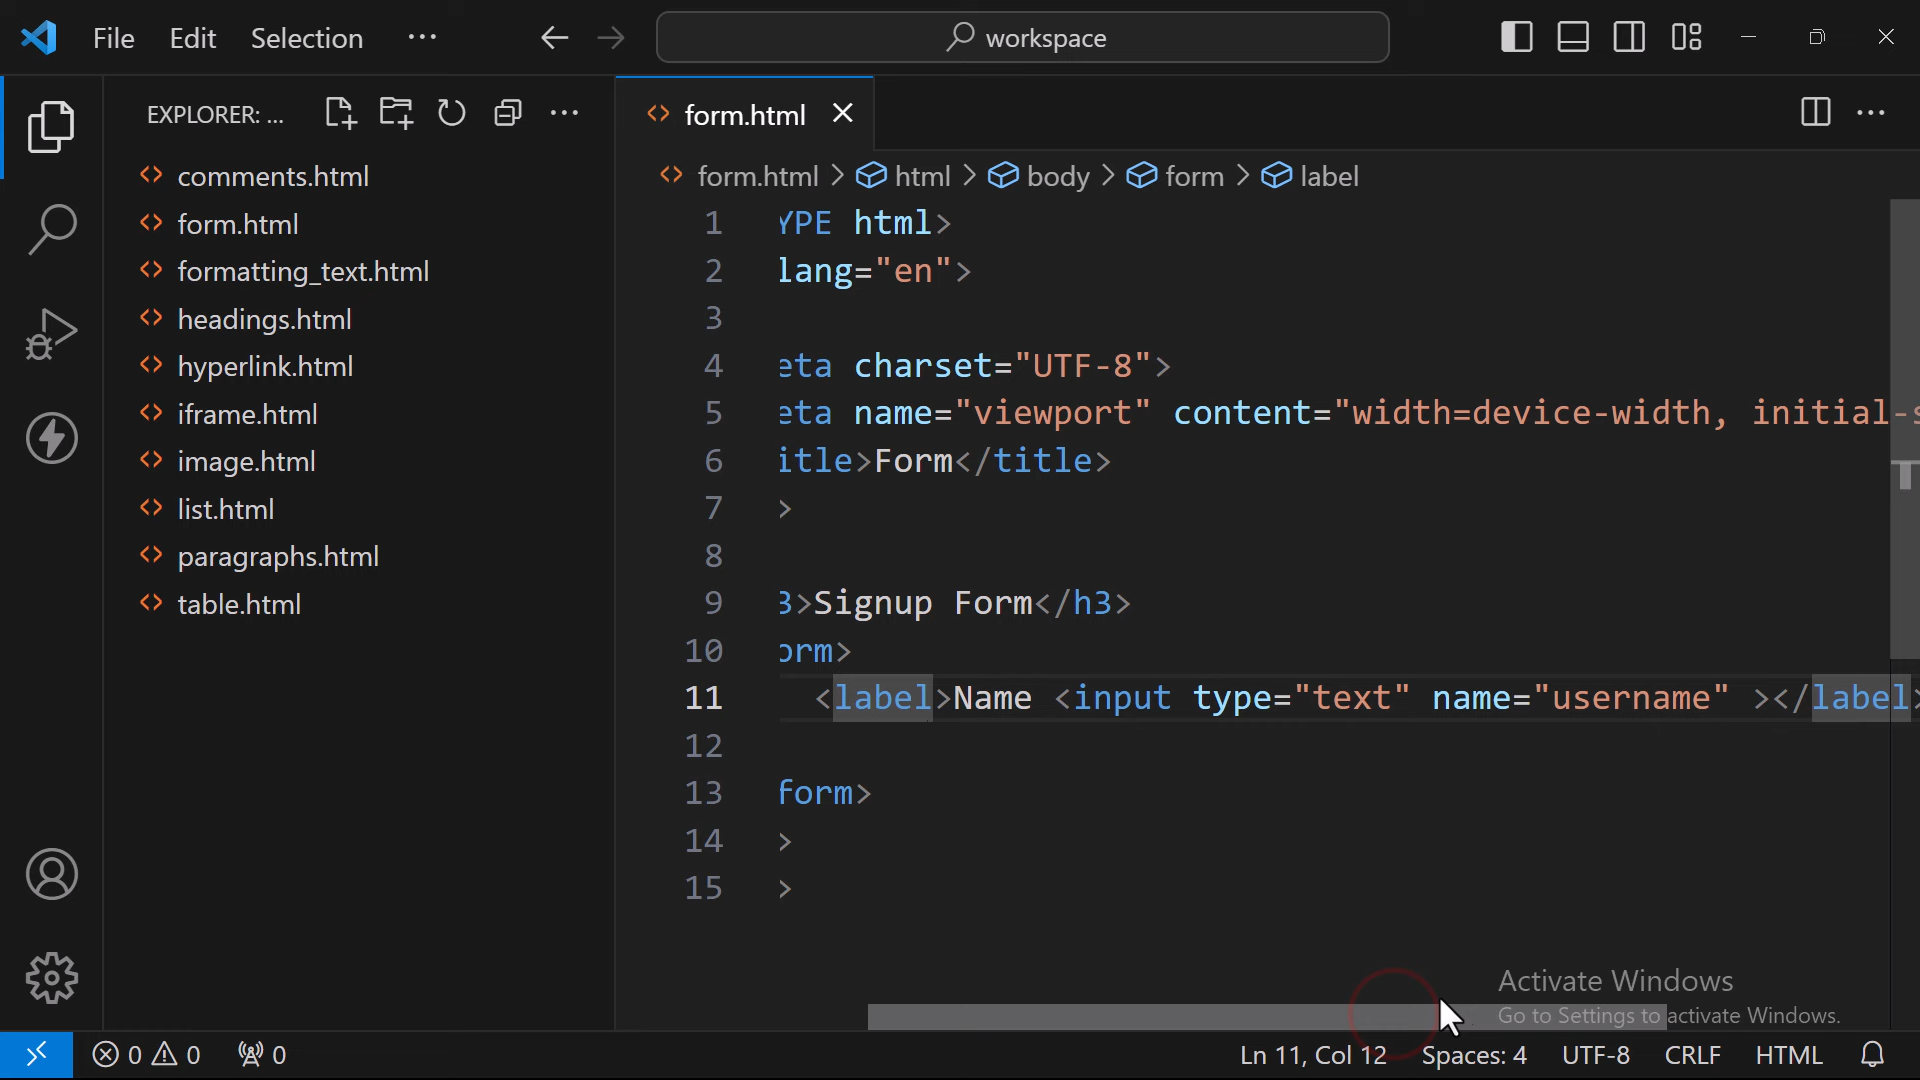 File Edit Selection ··· workspace
EXPLORER: ...
comments.html
form.html
formatting_text.html
headings.html
hyperlink.html
iframe.html
image.html
list.html
paragraphs.html
table.html
form.html
form.html > html > body > form > label
1 YPE html>
2 lang="en">
3
4 eta charset="UTF-8">
5 eta name="viewport" content="width=device-width, initial-s
6 itle>Form</title>
7 >
8
9 3>Signup Form</h3>
10 orm>
11 <label>Name <input type="text" name="username" ></label>
12
13 form>
14 >
15 >
Activate Windows
Go to Settings to activate Windows.
0 0 0 Ln 11, Col 12 Spaces: 4 UTF-8 CRLF HTML